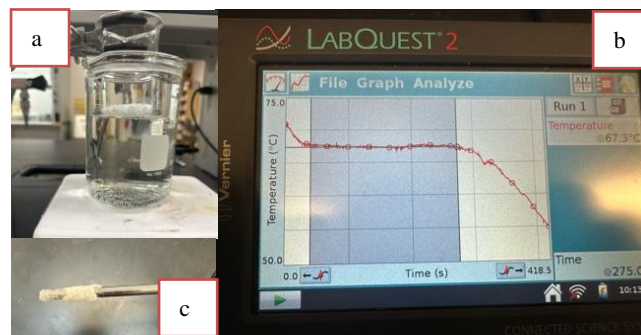 a
b
LABQUEST 2
File Graph Analyze
75.0
Run 1
Temperature
67.3°C
Temperature (°C)
Vernier
50.0
0.0
Time (s)
418.5
Time
275.0
10:13
c